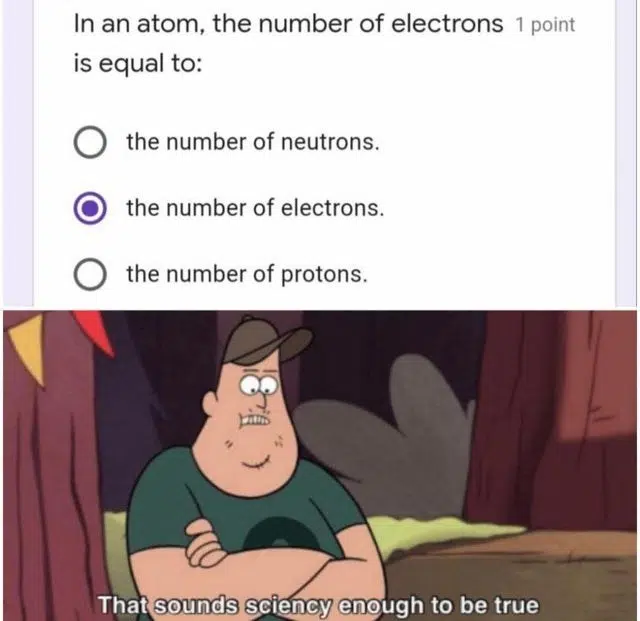 In an atom, the number of electrons 1 point
is equal to:
the number of neutrons.
the number of electrons.
the number of protons.
That sounds sciency enough to be true